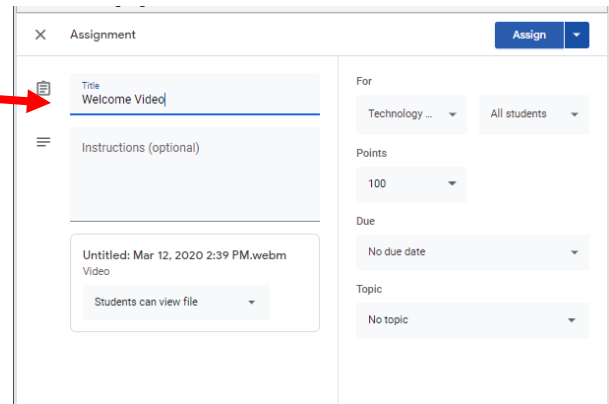 Assignment
Assign
Title
Welcome Video
Instructions (optional)
Untitled: Mar 12, 2020 2:39 PM.webm
Video
Students can view file
For
Technology ...
All students
Points
100
Due
No due date
Topic
No topic